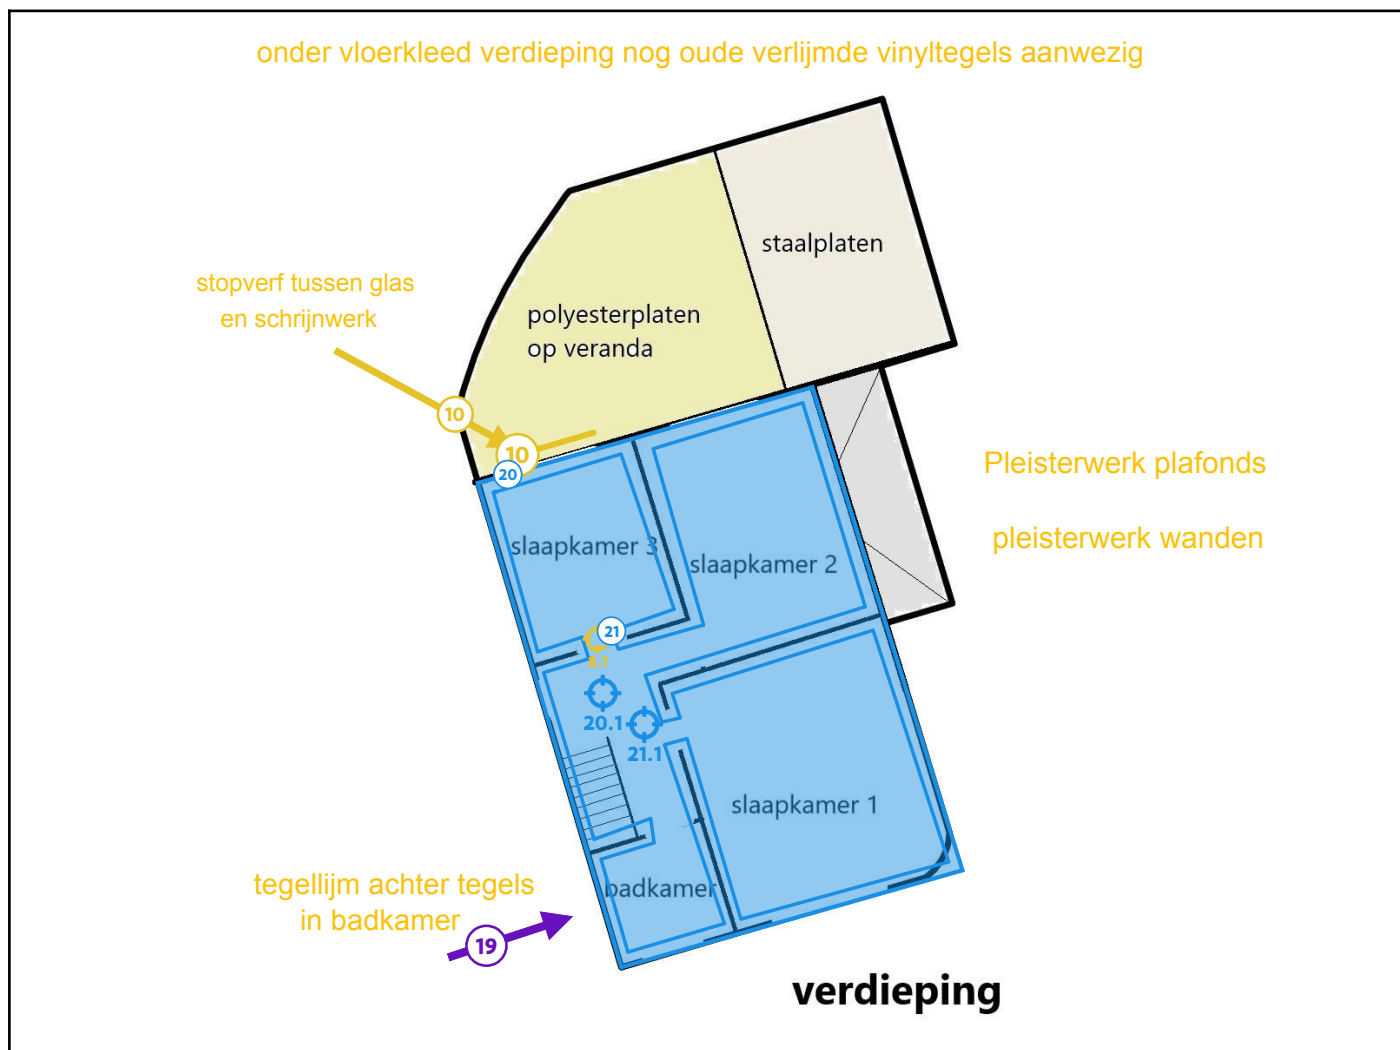 onder vloerkleed verdieping nog oude verlijmde vinyltegels aanwezig
staalplaten
stopverf tussen glas
en schrijnwerk
polyesterplaten
op veranda
10
10
20
Pleisterwerk plafonds
pleisterwerk wanden
slaapkamer 3
slaapkamer 2
21
8.1
20.1
21.1
slaapkamer 1
tegellijm achter tegels
in badkamer
badkamer
19
verdieping